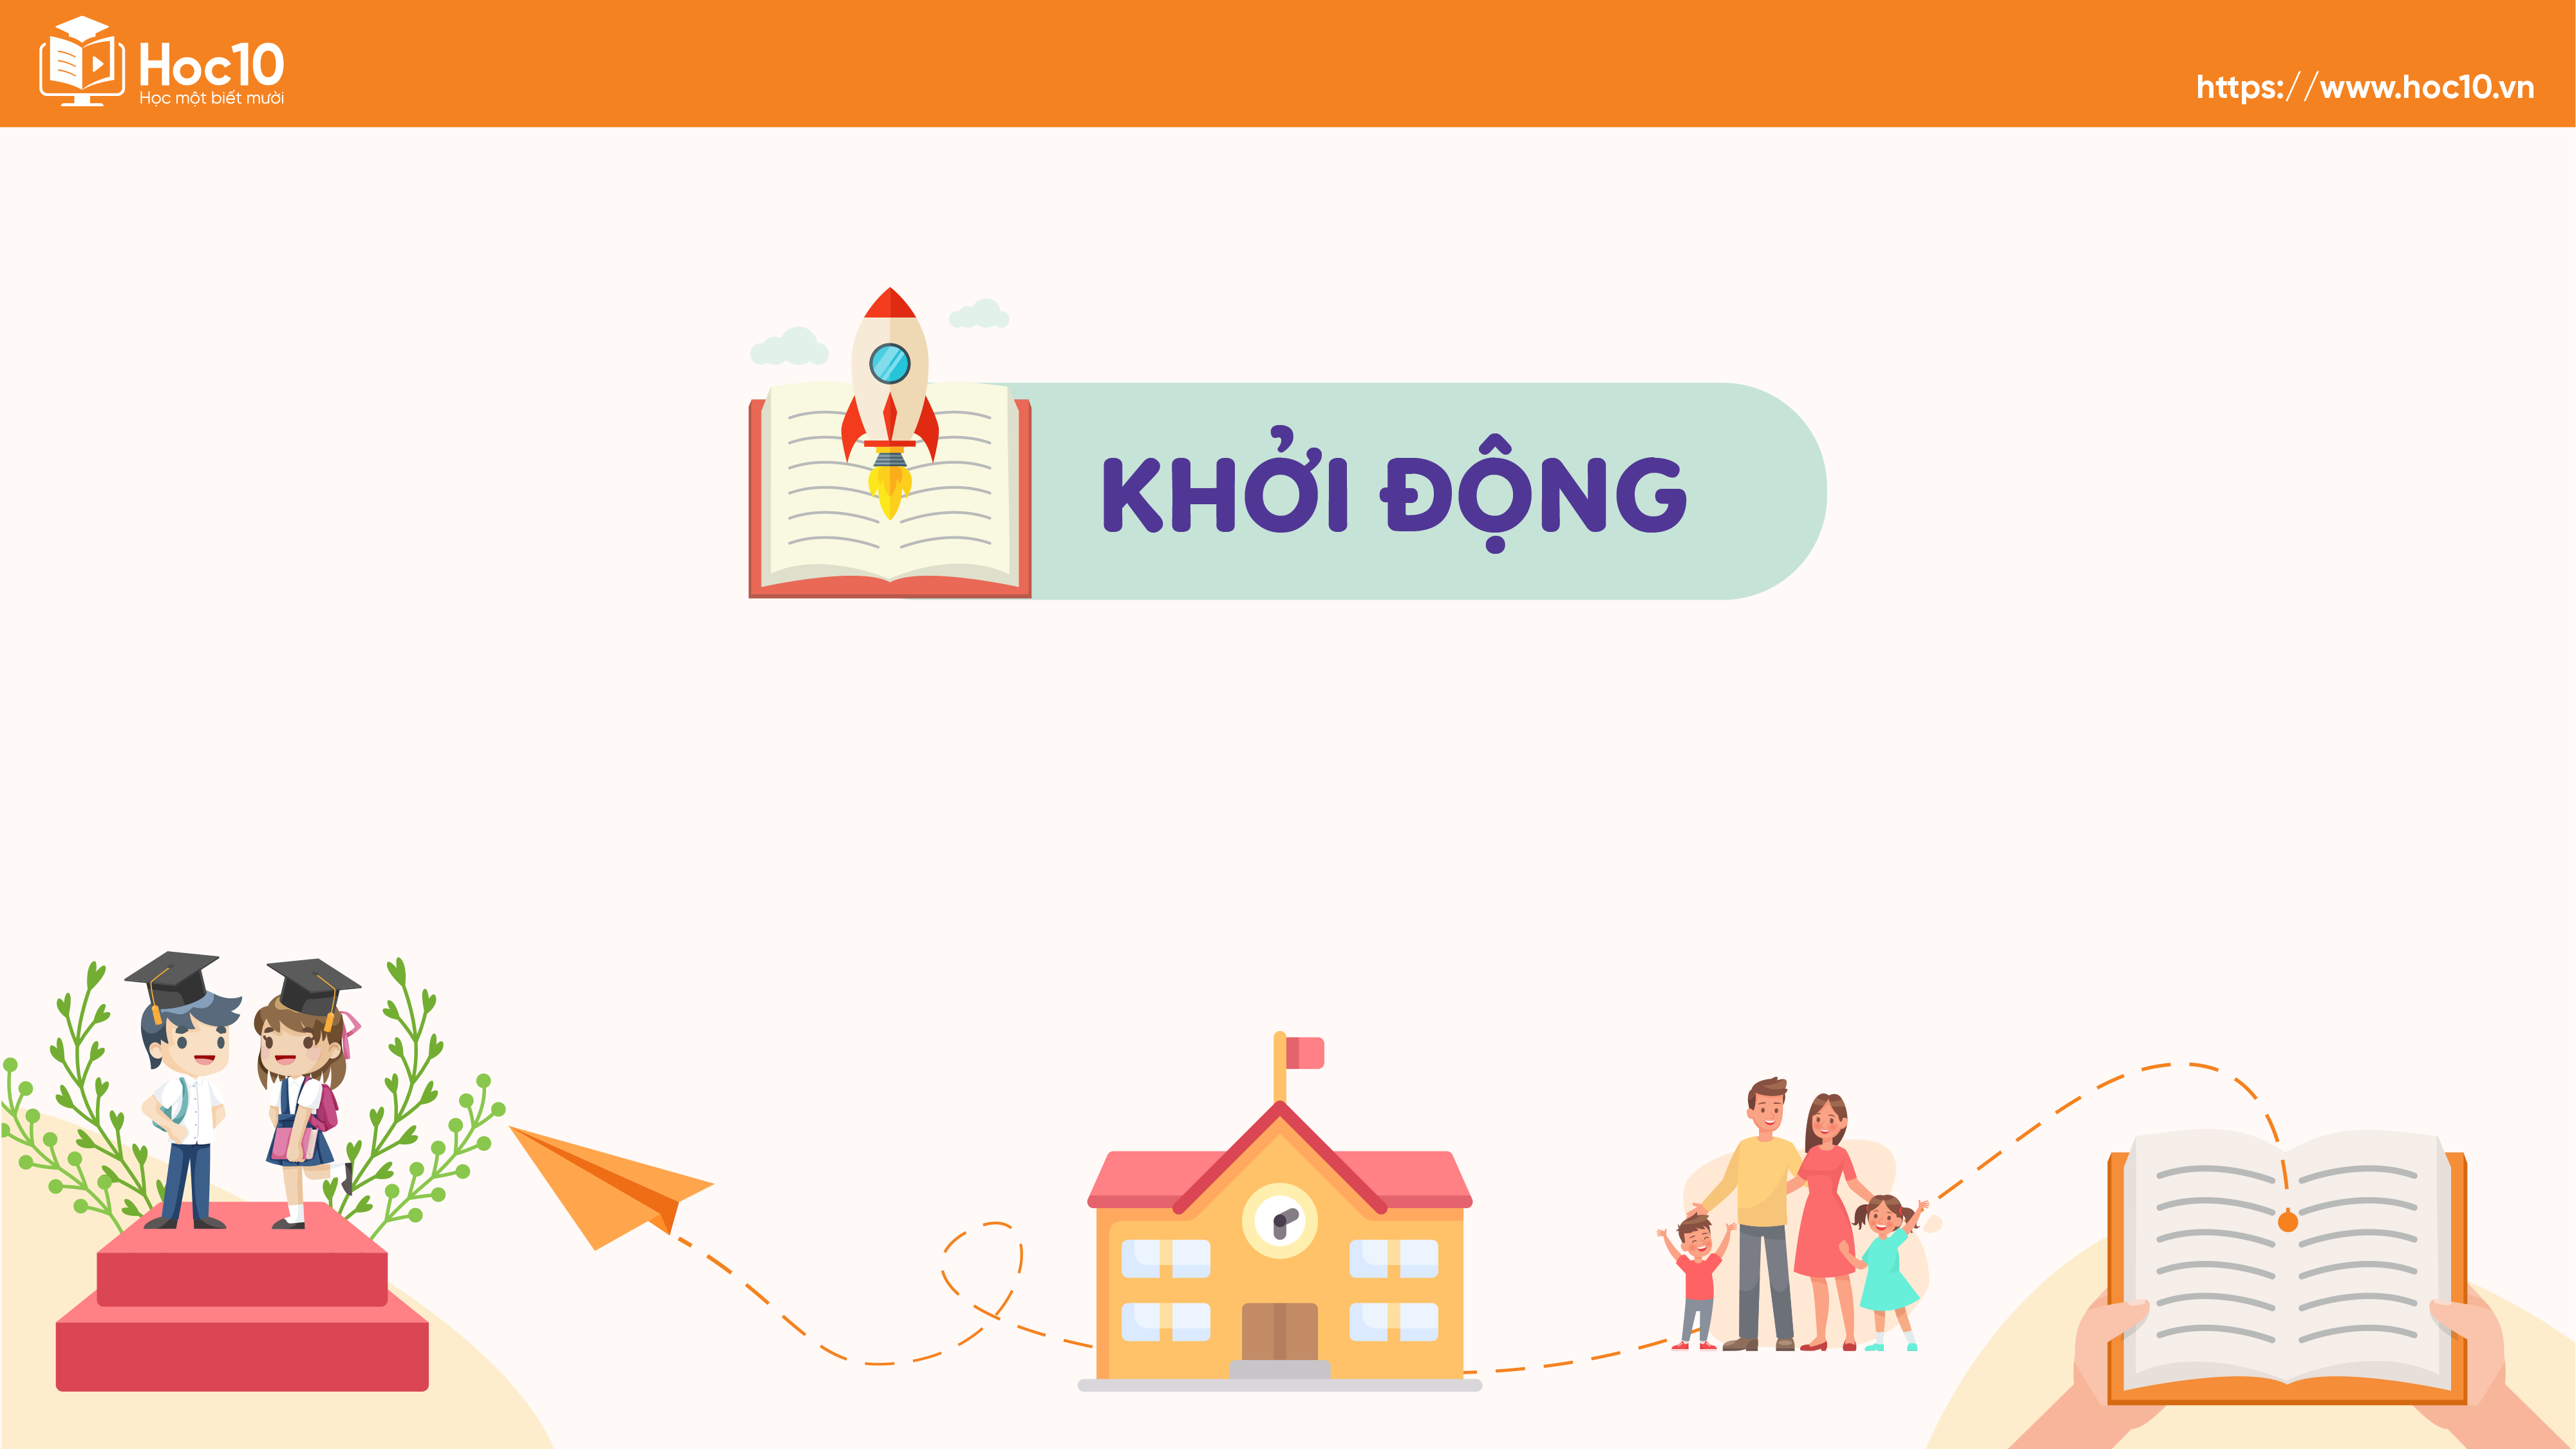 Hoc10
Học một biết mười
https://www.hoc10.vn
KHỞI ĐỘNG